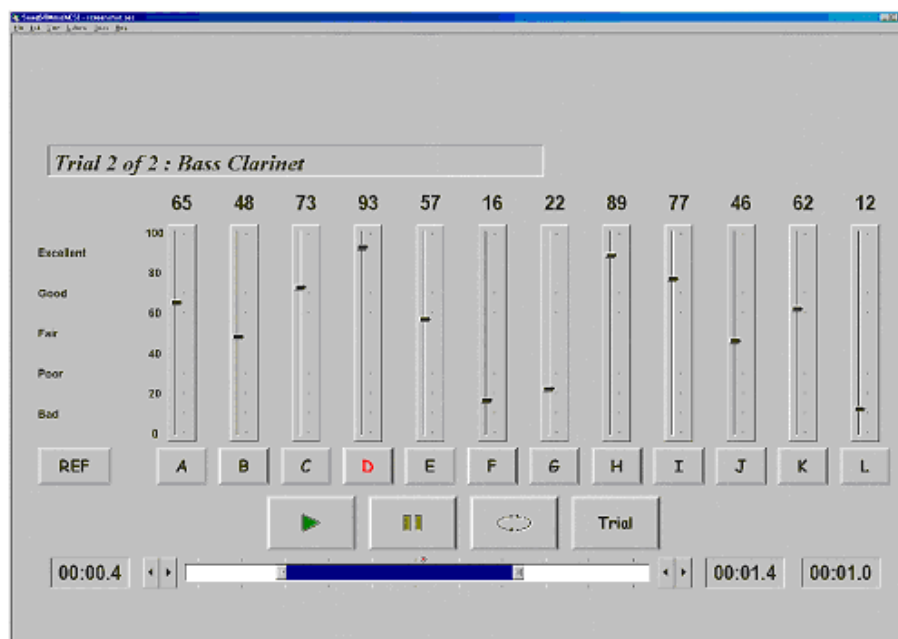 Trial 2 of 2 : Bass Clarinet
65 48 73 93 57 16 22 89 77 46 62 12
100
Excellent
80
Good
60
Fair
40
Poor
20
Bad
0
REF A B C D E F G H I J K L
Trial
00:00.4 00:01.4 00:01.0